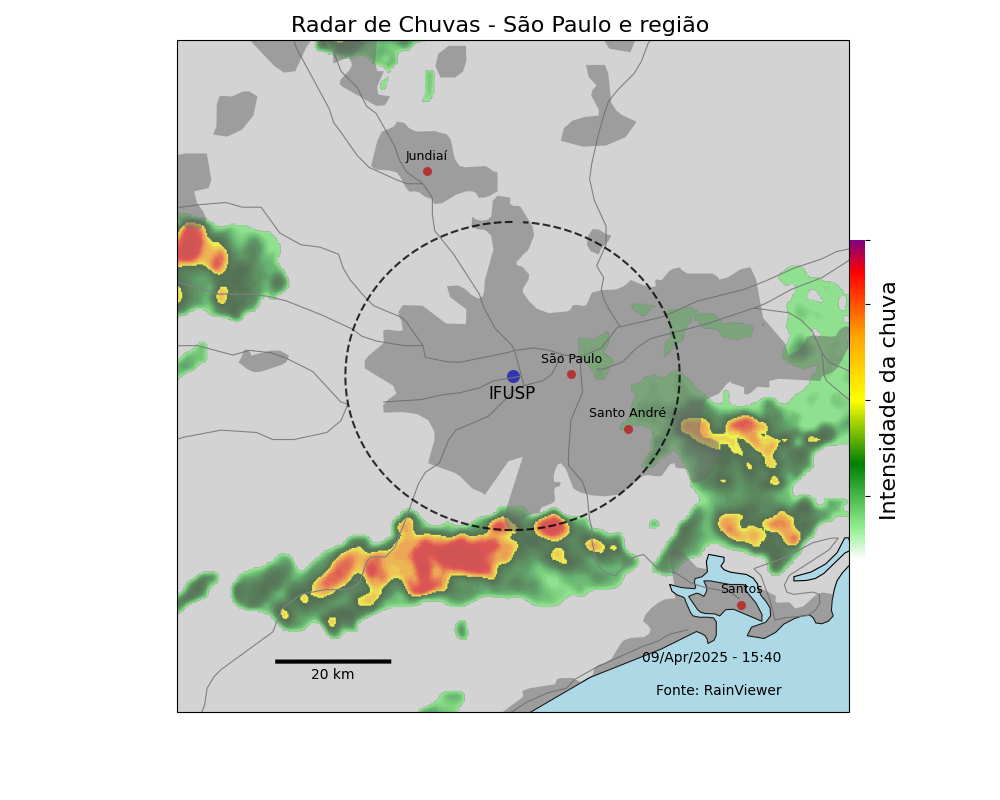 Radar de Chuvas - São Paulo e região
Jundiaí
São Paulo
IFUSP
Santo André
Intensidade da chuva
Santos
09/Apr/2025 - 15:40
20 km
Fonte: RainViewer